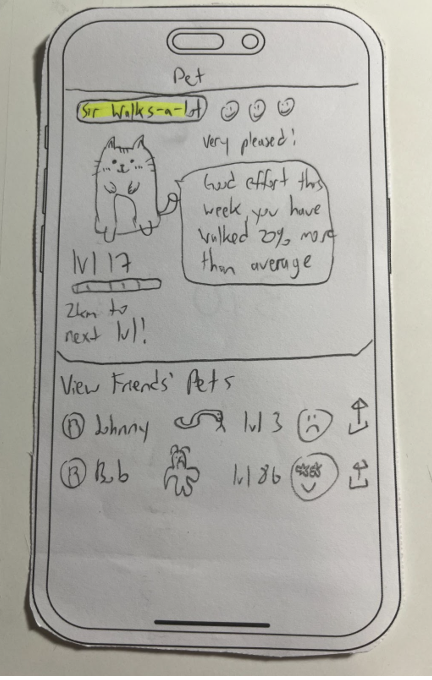 Pet
Sir Walks-a-lot
Very pleased!
Good effort this
week, you have
walked 20% more
than average
lvl 17
2km to
next lvl!
View Friends' Pets
Johnny lvl 3
B Bob lvl 86